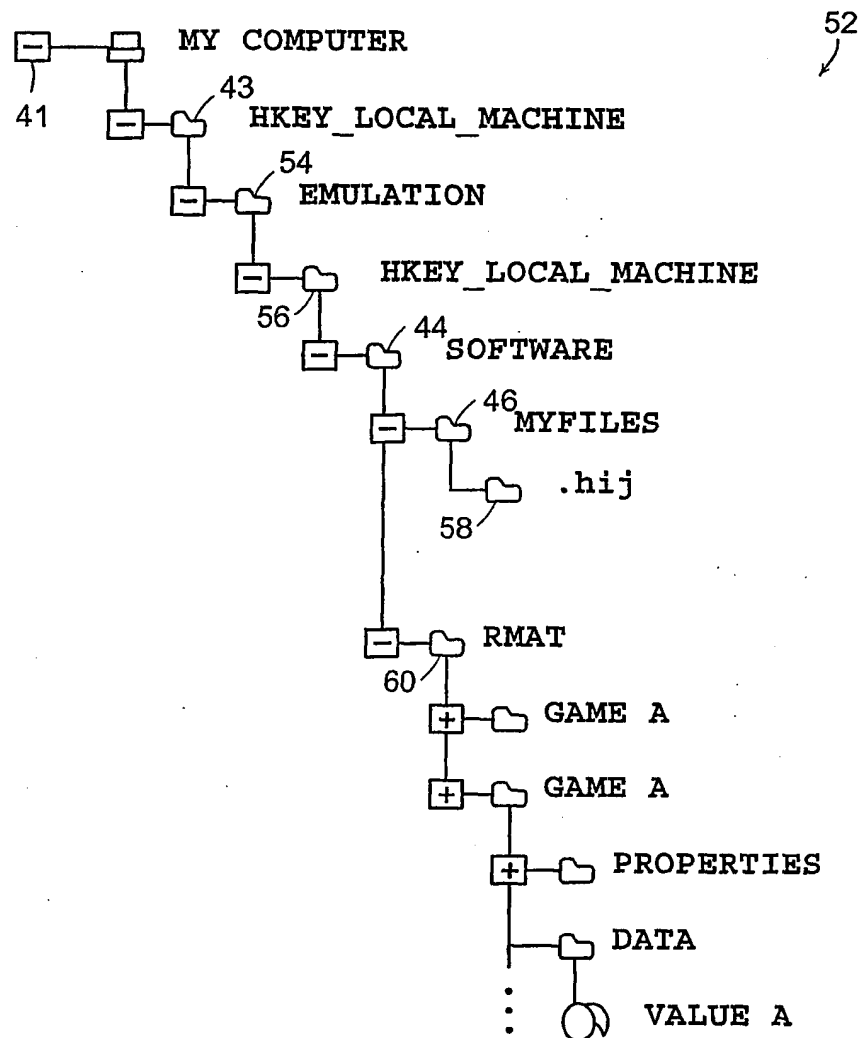 52
MY COMPUTER
41
43
HKEY_LOCAL_MACHINE
54
EMULATION
HKEY_LOCAL_MACHINE
56
44
SOFTWARE
46
MYFILES
.hij
58
RMAT
60
GAME A
GAME A
PROPERTIES
DATA
VALUE A